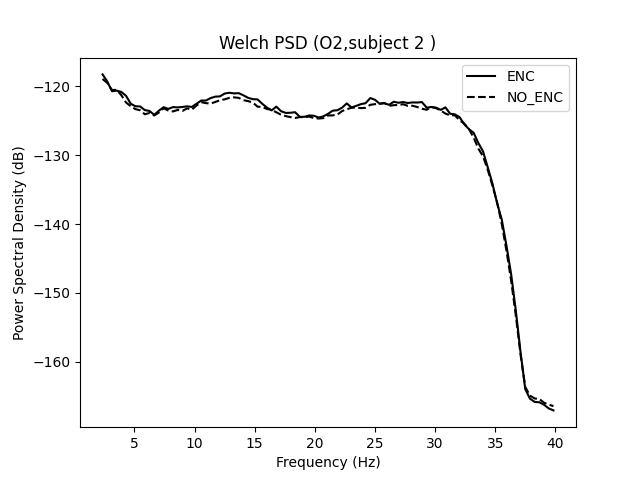 Welch PSD (O2,subject 2 )
ENC
NO_ENC
Power Spectral Density (dB)
−120
−130
−140
−150
−160
5 10 15 20 25 30 35 40
Frequency (Hz)